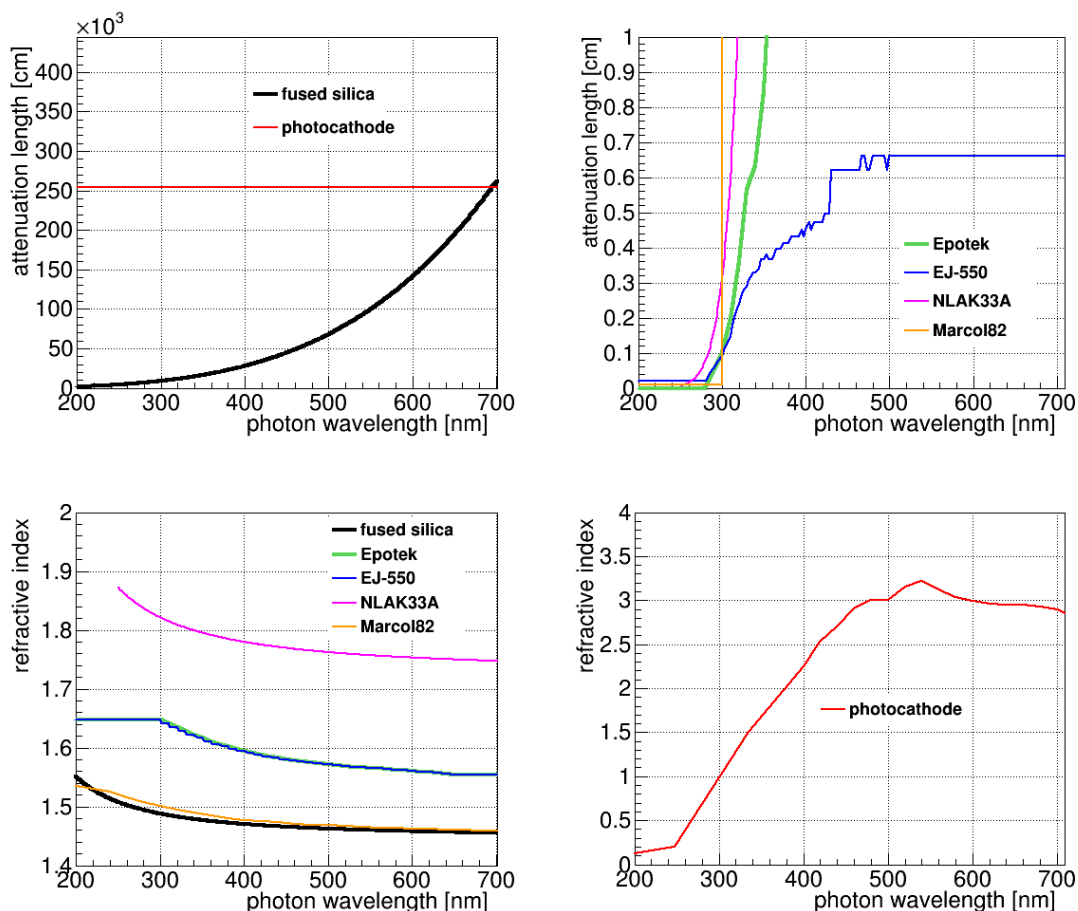 ×10³
attenuation length [cm]
400
350
300
250
200
150
100
50
0
fused silica
photocathode
200 300 400 500 600 700
photon wavelength [nm]
attenuation length [cm]
1
0.9
0.8
0.7
0.6
0.5
0.4
0.3
0.2
0.1
0
Epotek
EJ-550
NLAK33A
Marcol82
200 300 400 500 600 700
photon wavelength [nm]
refractive index
2
1.9
1.8
1.7
1.6
1.5
1.4
fused silica
Epotek
EJ-550
NLAK33A
Marcol82
200 300 400 500 600 700
photon wavelength [nm]
refractive index
4
3.5
3
2.5
2
1.5
1
0.5
0
photocathode
200 300 400 500 600 700
photon wavelength [nm]